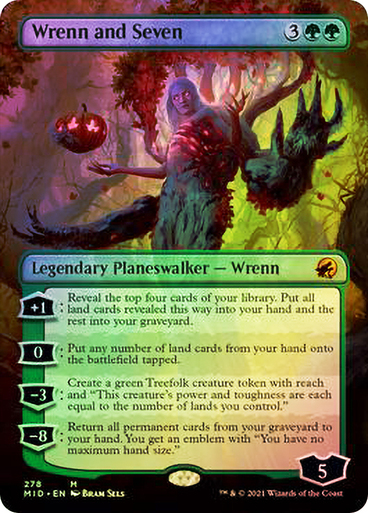 Wrenn and Seven 3
Legendary Planeswalker — Wrenn
+1: Reveal the top four cards of your library. Put all
land cards revealed this way into your hand and the
rest into your graveyard.
0: Put any number of land cards from your hand onto
the battlefield tapped.
-3: Create a green Treefolk creature token with reach
and “This creature's power and toughness are each
equal to the number of lands you control.”
-8: Return all permanent cards from your graveyard to
your hand. You get an emblem with “You have no
maximum hand size.”
5
278 M
MID • EN Bram Sels
™ & © 2021 Wizards of the Coast